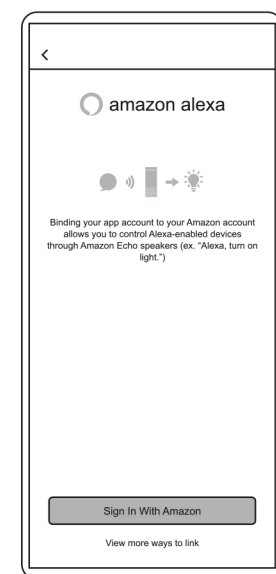 amazon alexa
Binding your app account to your Amazon account
allows you to control Alexa-enabled devices
through Amazon Echo speakers (ex. “Alexa, turn on
light.”)
Sign In With Amazon
View more ways to link